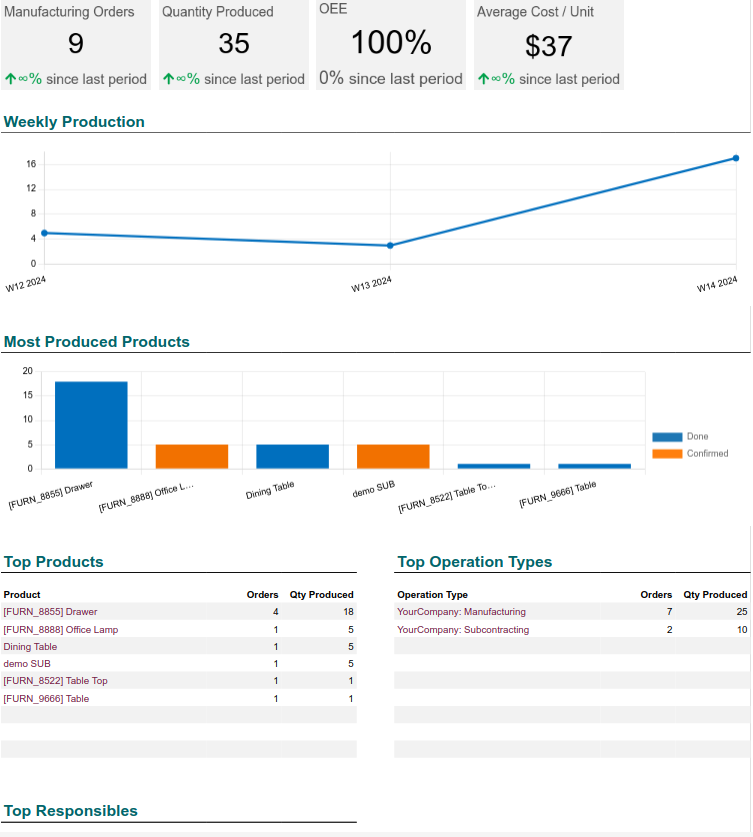 Manufacturing Orders
9
↑∞% since last period
Quantity Produced
35
↑∞% since last period
OEE
100%
0% since last period
Average Cost / Unit
$37
↑∞% since last period
Weekly Production
16
12
8
4
0
W12 2024
W13 2024
W14 2024
Most Produced Products
20
15
10
5
0
[FURN_8855] Drawer
[FURN_8888] Office L...
Dining Table
demo SUB
[FURN_8522] Table To...
[FURN_9666] Table
Done
Confirmed
Top Products
Product Orders Qty Produced
[FURN_8855] Drawer 4 18
[FURN_8888] Office Lamp 1 5
Dining Table 1 5
demo SUB 1 5
[FURN_8522] Table Top 1 1
[FURN_9666] Table 1 1
Top Operation Types
Operation Type Orders Qty Produced
YourCompany: Manufacturing 7 25
YourCompany: Subcontracting 2 10
Top Responsibles